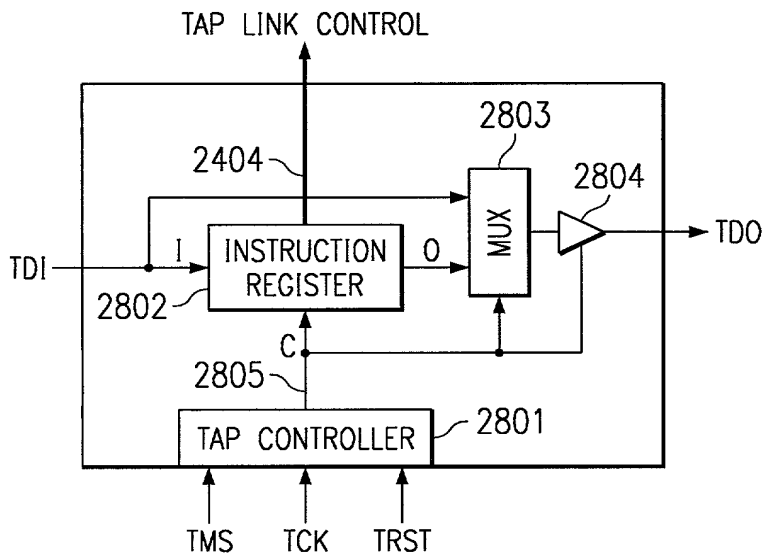 TAP LINK CONTROL
2803
2404
2804
MUX
TDO
TDI
I
INSTRUCTION
REGISTER
O
2802
C
2805
2801
TAP CONTROLLER
TMS
TCK
TRST